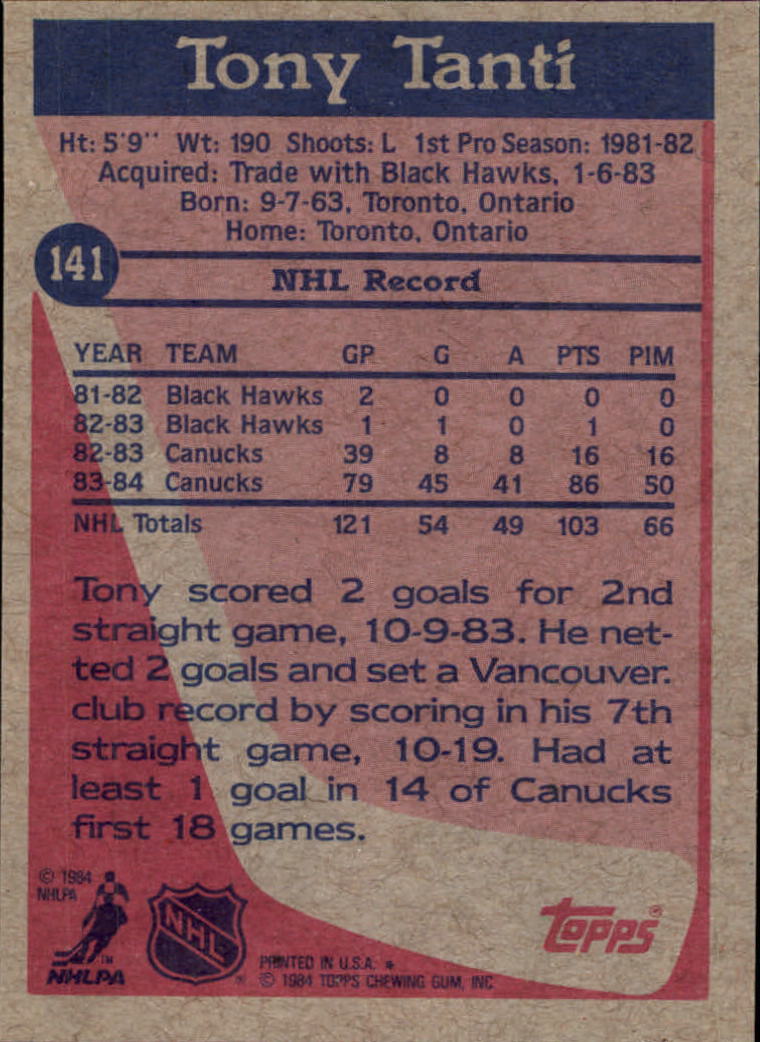 Tony Tanti
Ht: 5'9'' Wt: 190 Shoots: L 1st Pro Season: 1981-82
Acquired: Trade with Black Hawks, 1-6-83
Born: 9-7-63, Toronto, Ontario
Home: Toronto, Ontario
141
NHL Record
YEAR TEAM GP G A PTS PIM
81-82 Black Hawks 2 0 0 0 0
82-83 Black Hawks 1 1 0 1 0
82-83 Canucks 39 8 8 16 16
83-84 Canucks 79 45 41 86 50
NHL Totals 121 54 49 103 66
Tony scored 2 goals for 2nd
straight game, 10-9-83. He net-
ted 2 goals and set a Vancouver
club record by scoring in his 7th
straight game, 10-19. Had at
least 1 goal in 14 of Canucks
first 18 games.
© 1984
NHLPA
TM
NHLPA
NHL
®
topps®
PRINTED IN U.S.A. *
© 1984 TOPPS CHEWING GUM, INC